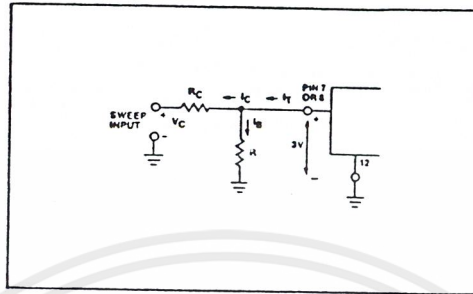 PIN 7
OR 8
RC
IC
IT
SWEEP
INPUT
+
VC
-
IB
R
+
3V
-
12